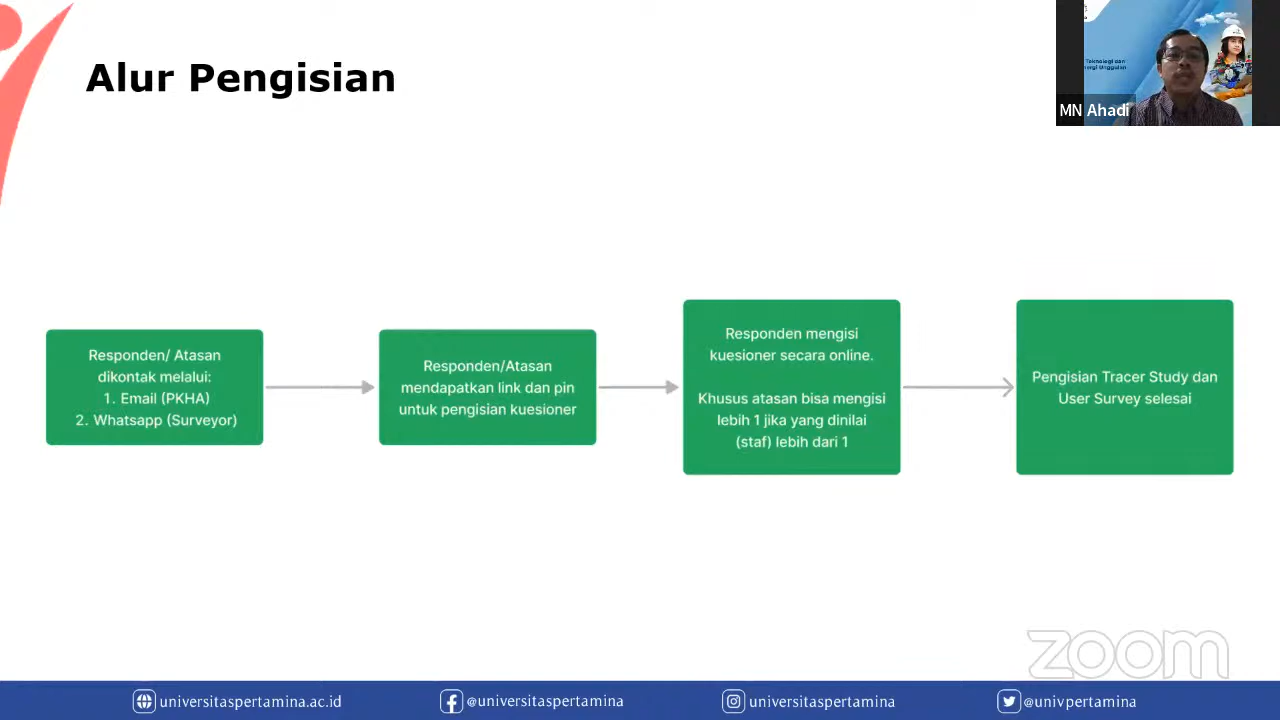 Alur Pengisian
Teknologi dan
MN Ahadi
Responden/ Atasan
dikontak melalui:
1. Email (PKHA)
2. Whatsapp (Surveyor)
Responden/Atasan
mendapatkan link dan pin
untuk pengisian kuesioner
Responden mengisi
kuesioner secara online.
Khusus atasan bisa mengisi
lebih 1 jika yang dinilai
(staf) lebih dari 1
Pengisian Tracer Study dan
User Survey selesai
zoom
universitaspertamina.ac.id
@universitaspertamina
universitaspertamina
@univpertamina